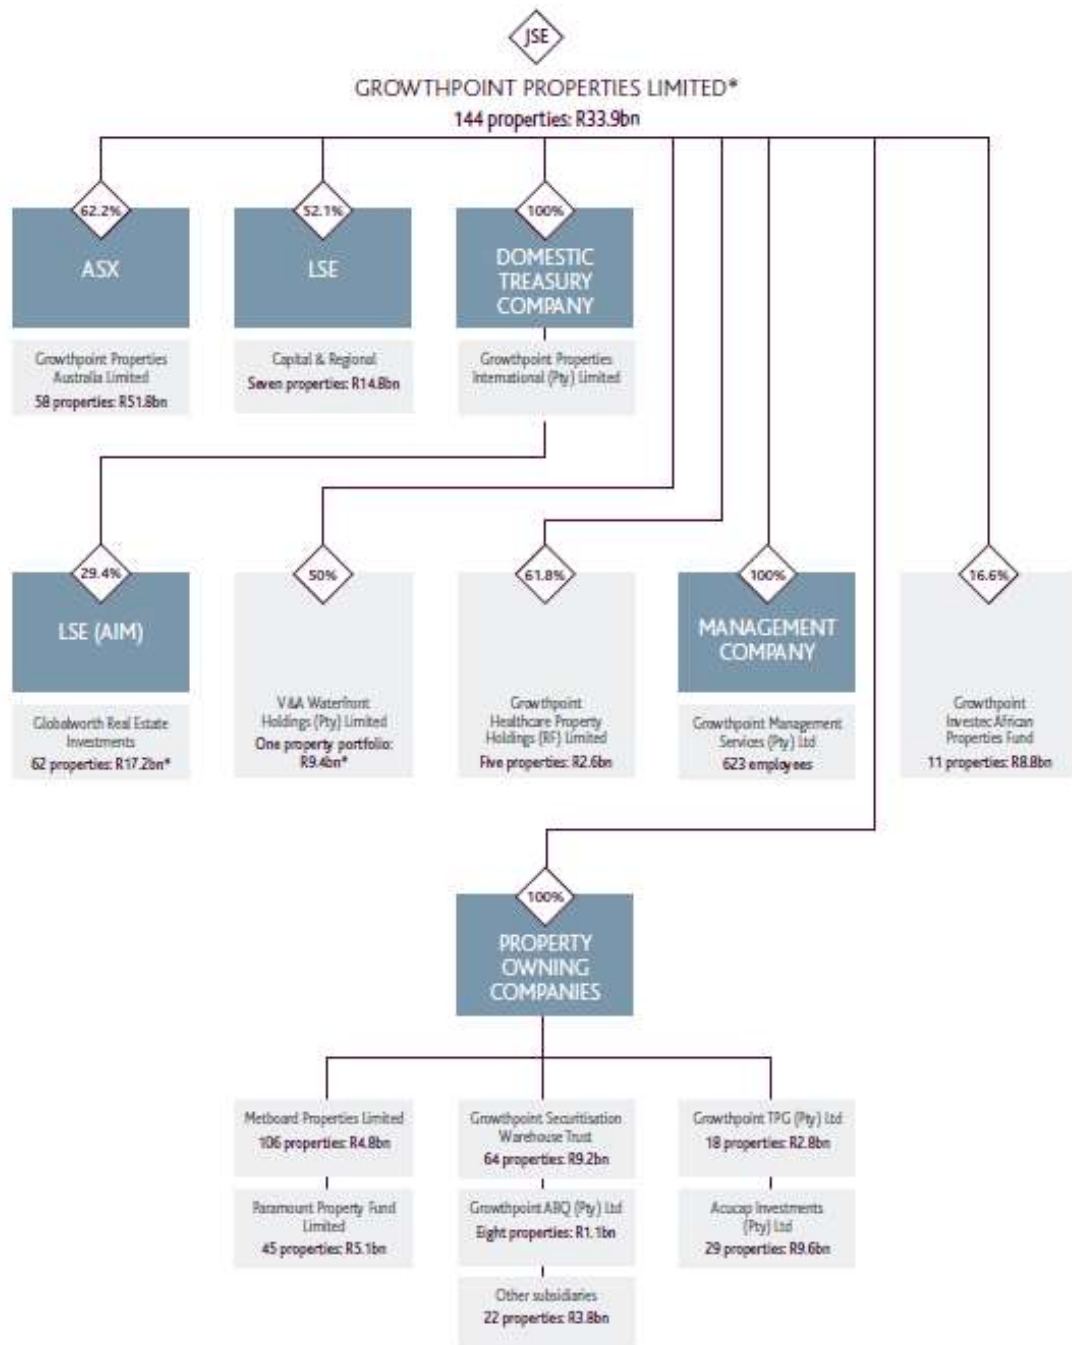 JSE
GROWTHPOINT PROPERTIES LIMITED*
144 properties: R33.9bn
62.2%
ASX
Growthpoint Properties
Australia Limited
58 properties: R51.8bn
52.1%
LSE
Capital & Regional
Seven properties: R14.8bn
100%
DOMESTIC
TREASURY
COMPANY
Growthpoint Properties
International (Pty) Limited
29.4%
LSE (AIM)
Globalworth Real Estate
Investments
62 properties: R17.2bn*
50%
V&A Waterfront
Holdings (Pty) Limited
One property portfolio:
R9.4bn*
61.8%
Growthpoint
Healthcare Property
Holdings (RF) Limited
Five properties: R2.6bn
100%
MANAGEMENT
COMPANY
Growthpoint Management
Services (Pty) Ltd
623 employees
16.6%
Growthpoint
Investec African
Properties Fund
11 properties: R8.8bn
100%
PROPERTY
OWNING
COMPANIES
Metboard Properties Limited
106 properties: R4.8bn
Paramount Property Fund
Limited
45 properties: R5.1bn
Growthpoint Securitisation
Warehouse Trust
64 properties: R9.2bn
Growthpoint ABQ (Pty) Ltd
Eight properties: R1.1bn
Other subsidiaries
22 properties: R3.8bn
Growthpoint TPG (Pty) Ltd
18 properties: R2.8bn
Acucap Investments
(Pty) Ltd
29 properties: R9.6bn